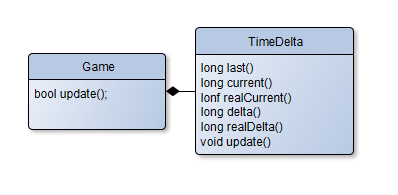 Game
bool update();
TimeDelta
long last()
long current()
lonf realCurrent()
long delta()
long realDelta()
void update()